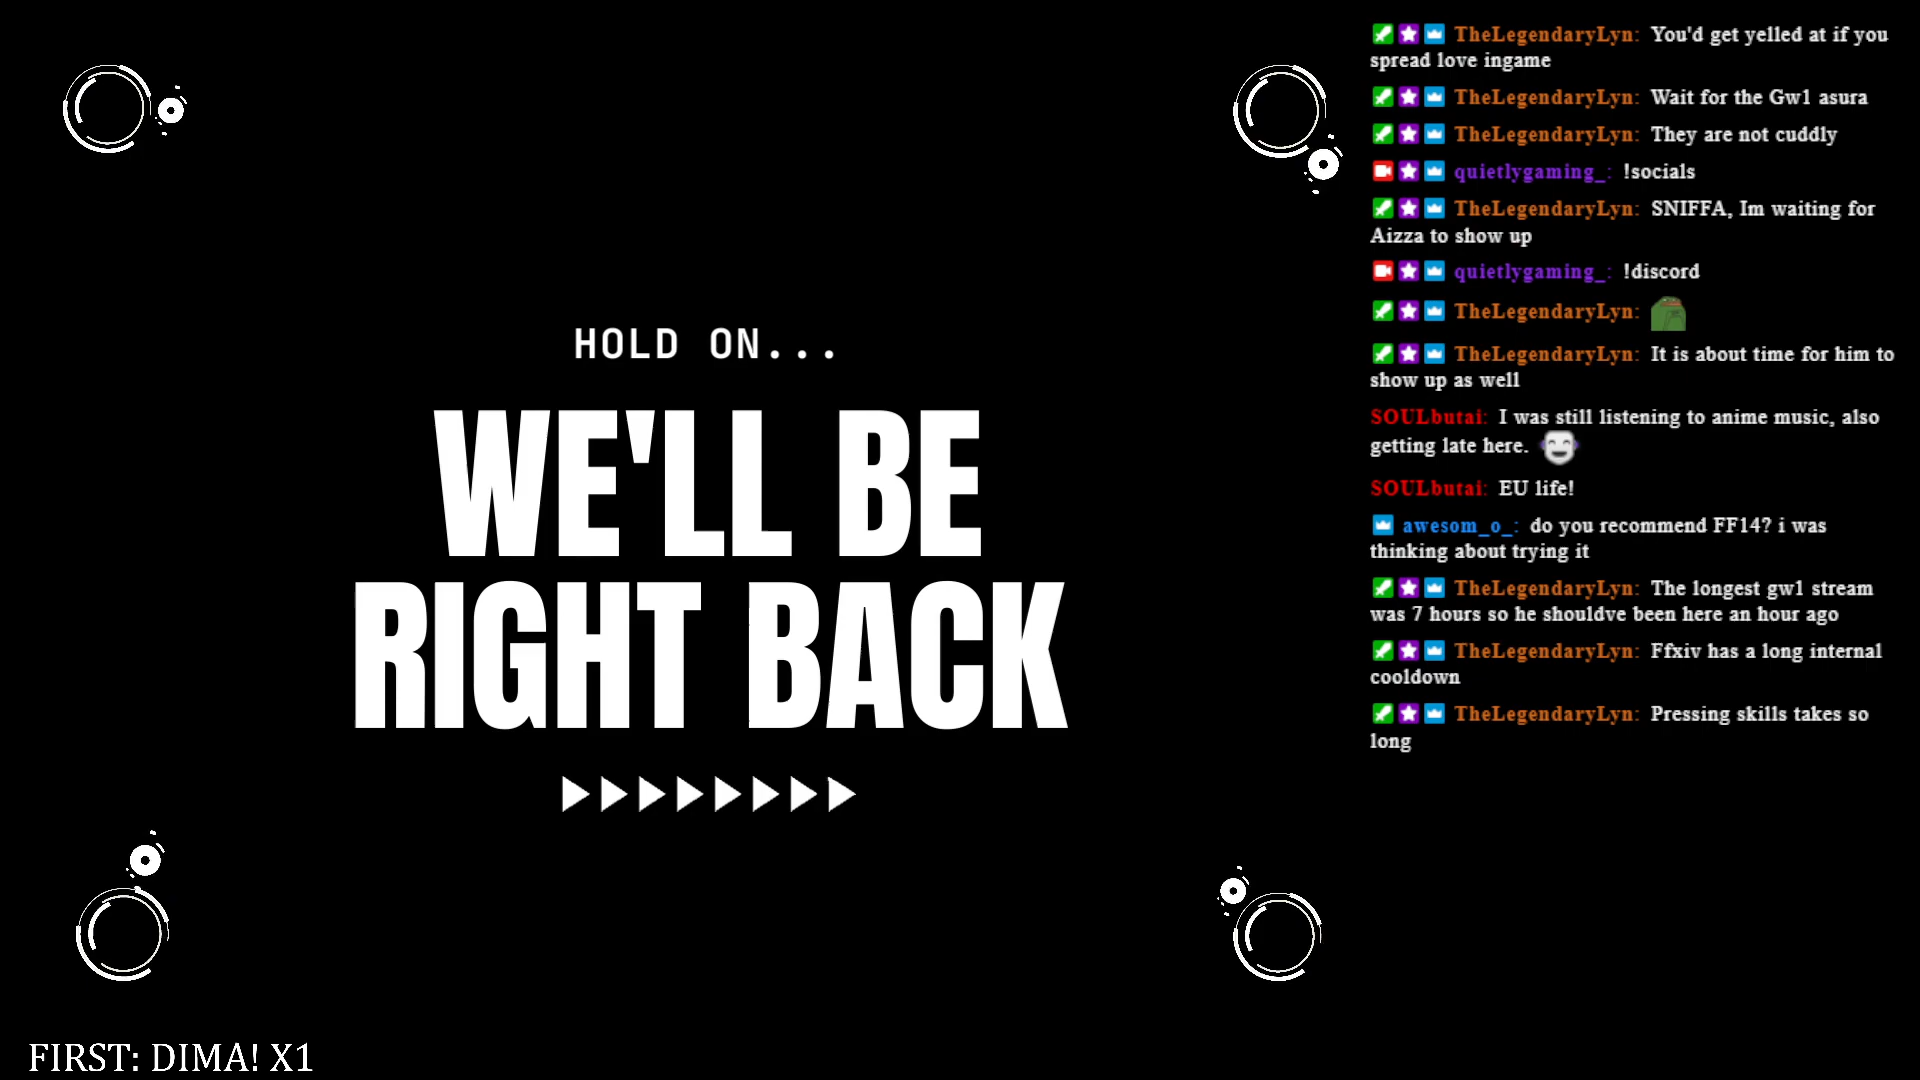 HOLD ON...
WE'LL BE
RIGHT BACK
FIRST: DIMA! X1
TheLegendaryLyn: You'd get yelled at if you
spread love ingame
TheLegendaryLyn: Wait for the Gw1 asura
TheLegendaryLyn: They are not cuddly
quietlygaming_: !socials
TheLegendaryLyn: SNIFFA, Im waiting for
Aizza to show up
quietlygaming_: !discord
TheLegendaryLyn:
TheLegendaryLyn: It is about time for him to
show up as well
SOULbutai: I was still listening to anime music, also
getting late here.
SOULbutai: EU life!
awesom_o_: do you recommend FF14? i was
thinking about trying it
TheLegendaryLyn: The longest gw1 stream
was 7 hours so he shouldve been here an hour ago
TheLegendaryLyn: Ffxiv has a long internal
cooldown
TheLegendaryLyn: Pressing skills takes so
long